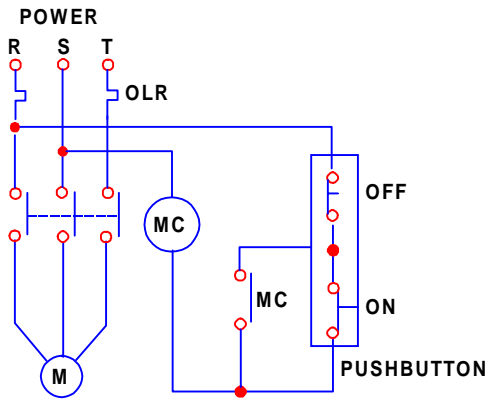 POWER
R S T
OLR
OFF
MC
MC
ON
PUSHBUTTON
M